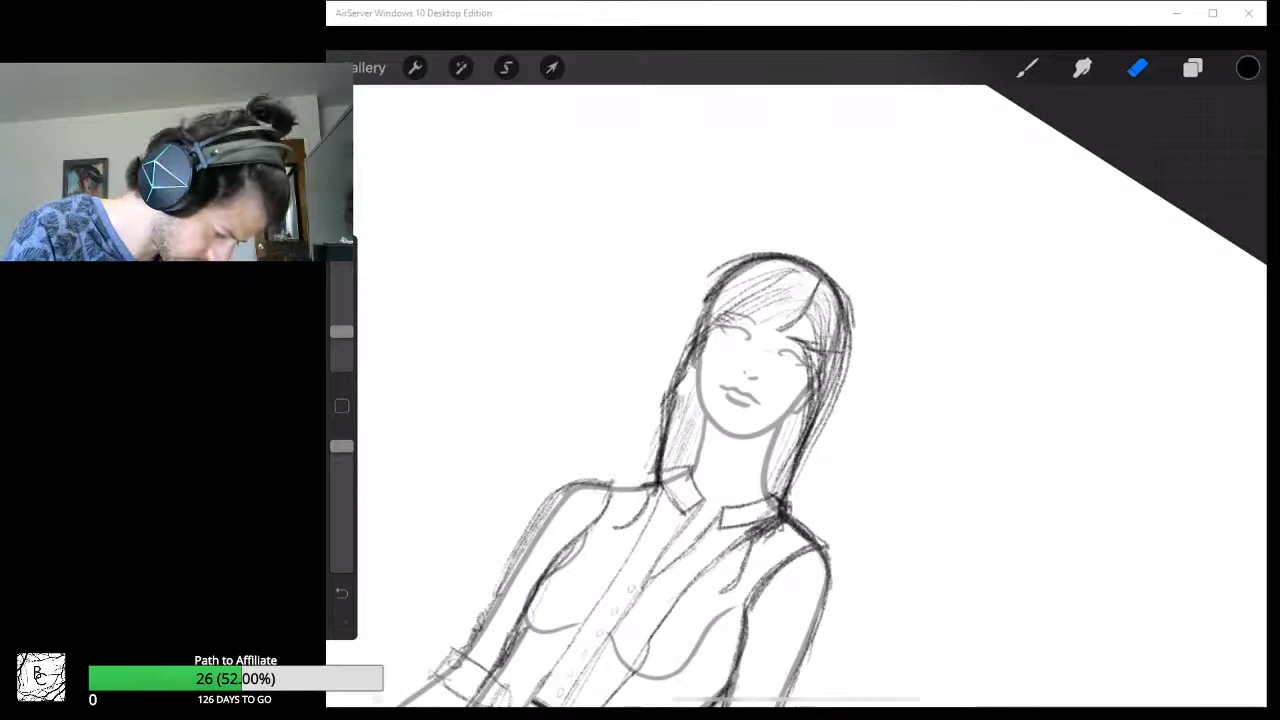 AirServer Windows 10 Desktop Edition
allery
Path to Affiliate
26 (52.00%)
0
126 DAYS TO GO